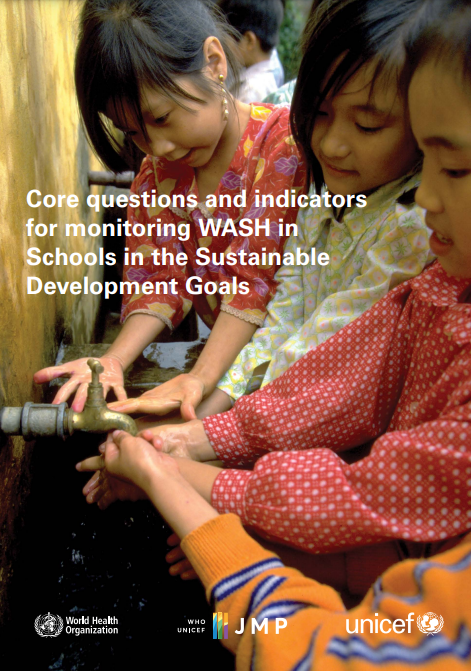 Core questions and indicators
for monitoring WASH in
Schools in the Sustainable
Development Goals
World Health
Organization
WHO
UNICEF
JMP
unicef